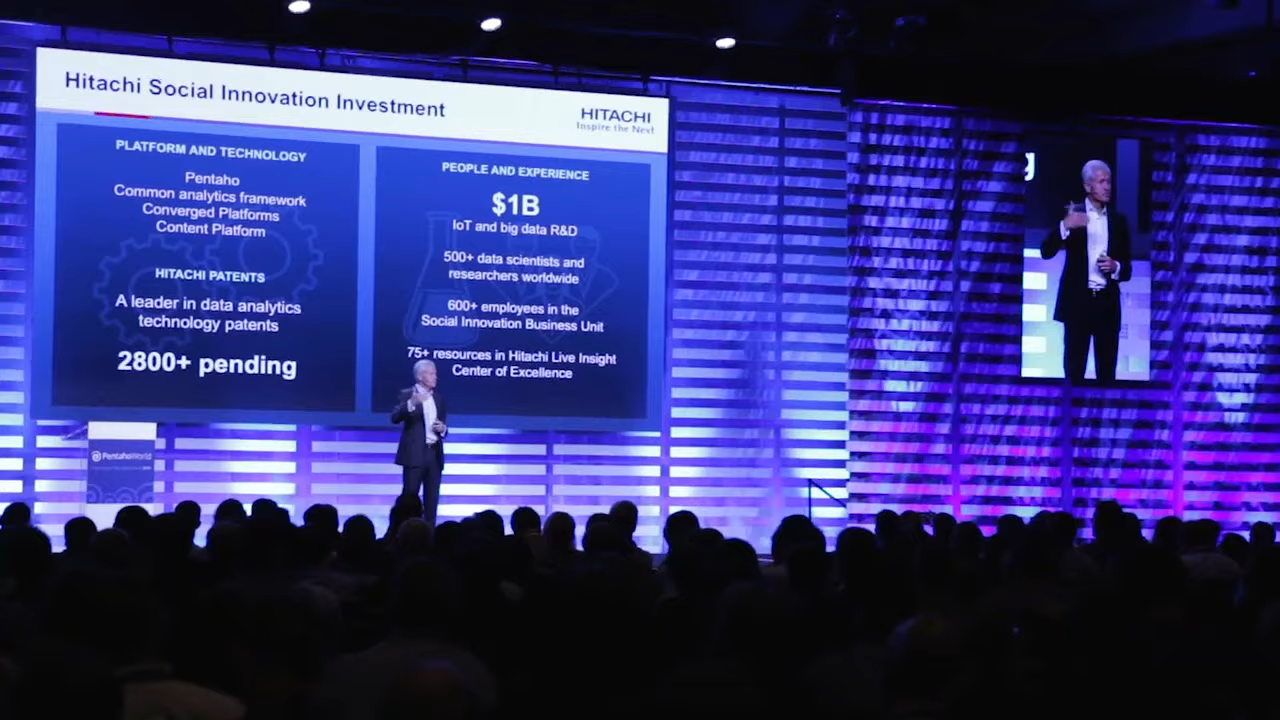 Hitachi Social Innovation Investment
HITACHI
Inspire the Next
PLATFORM AND TECHNOLOGY
Pentaho
Common analytics framework
Converged Platforms
Content Platform
HITACHI PATENTS
A leader in data analytics
technology patents
2800+ pending
PEOPLE AND EXPERIENCE
$1B
IoT and big data R&D
500+ data scientists and
researchers worldwide
600+ employees in the
Social Innovation Business Unit
75+ resources in Hitachi Live Insight
Center of Excellence
PentahoWorld
g